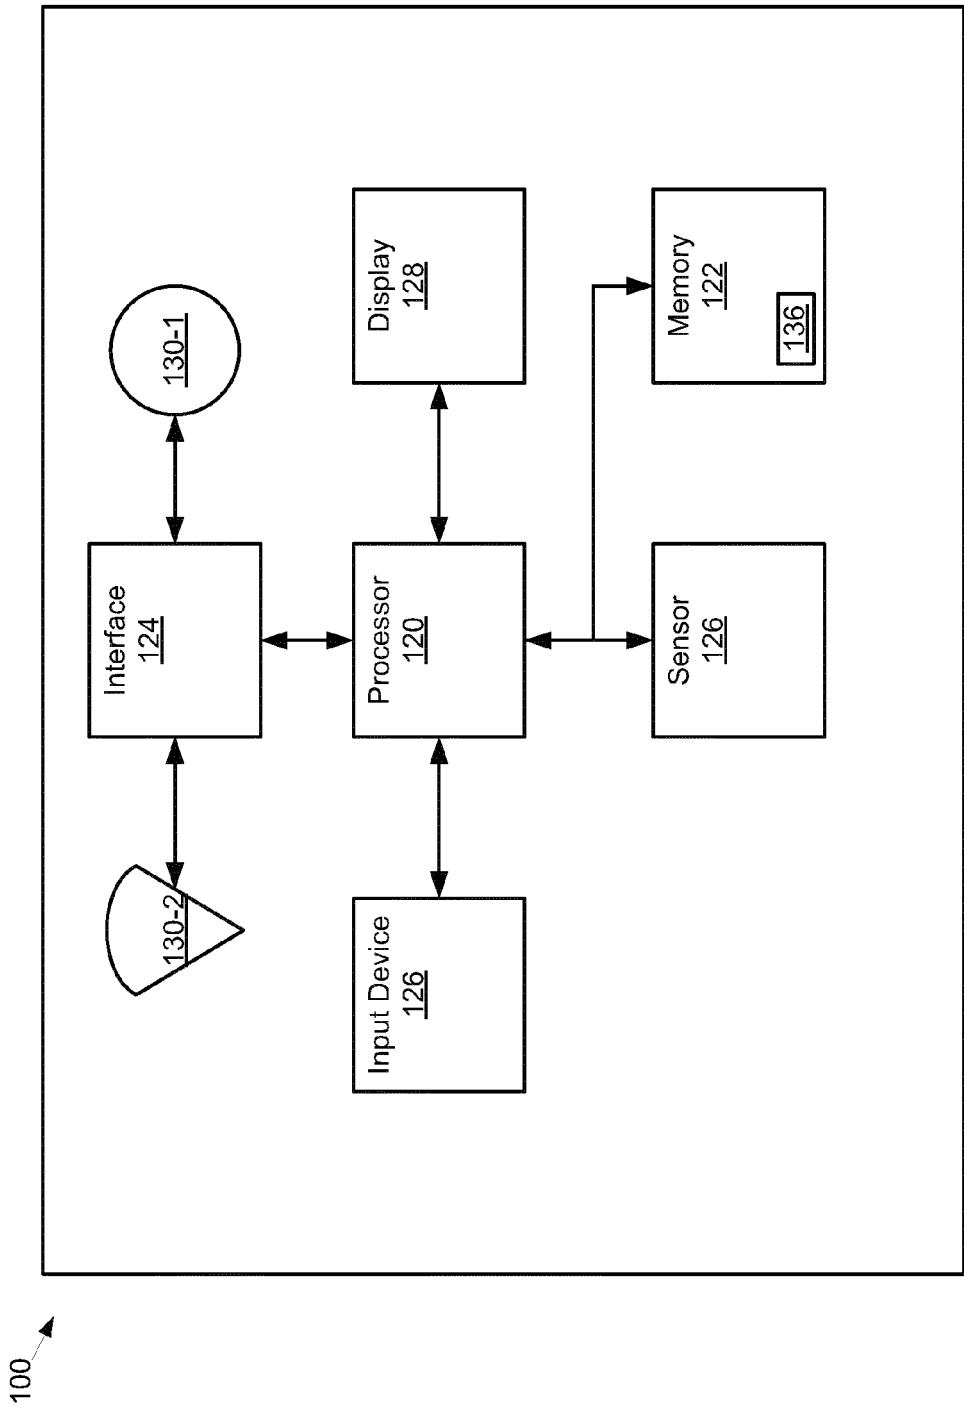 100
130-2
Interface
124
130-1
Input Device
126
Processor
120
Display
128
Sensor
126
Memory
122
136